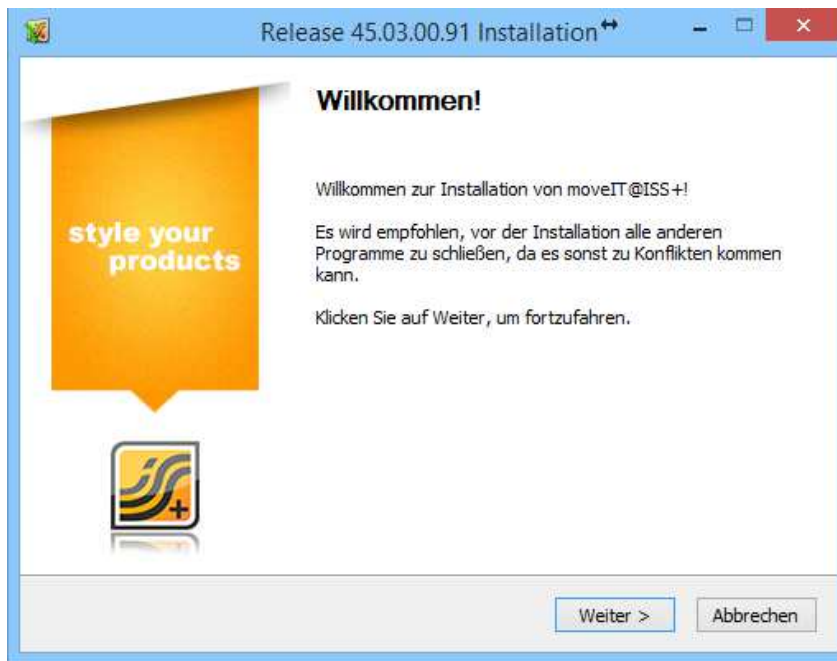 Release 45.03.00.91 Installation
Willkommen!
Willkommen zur Installation von moveIT@ISS+!
Es wird empfohlen, vor der Installation alle anderen
Programme zu schließen, da es sonst zu Konflikten kommen
kann.
Klicken Sie auf Weiter, um fortzufahren.
style your
products
Weiter >
Abbrechen